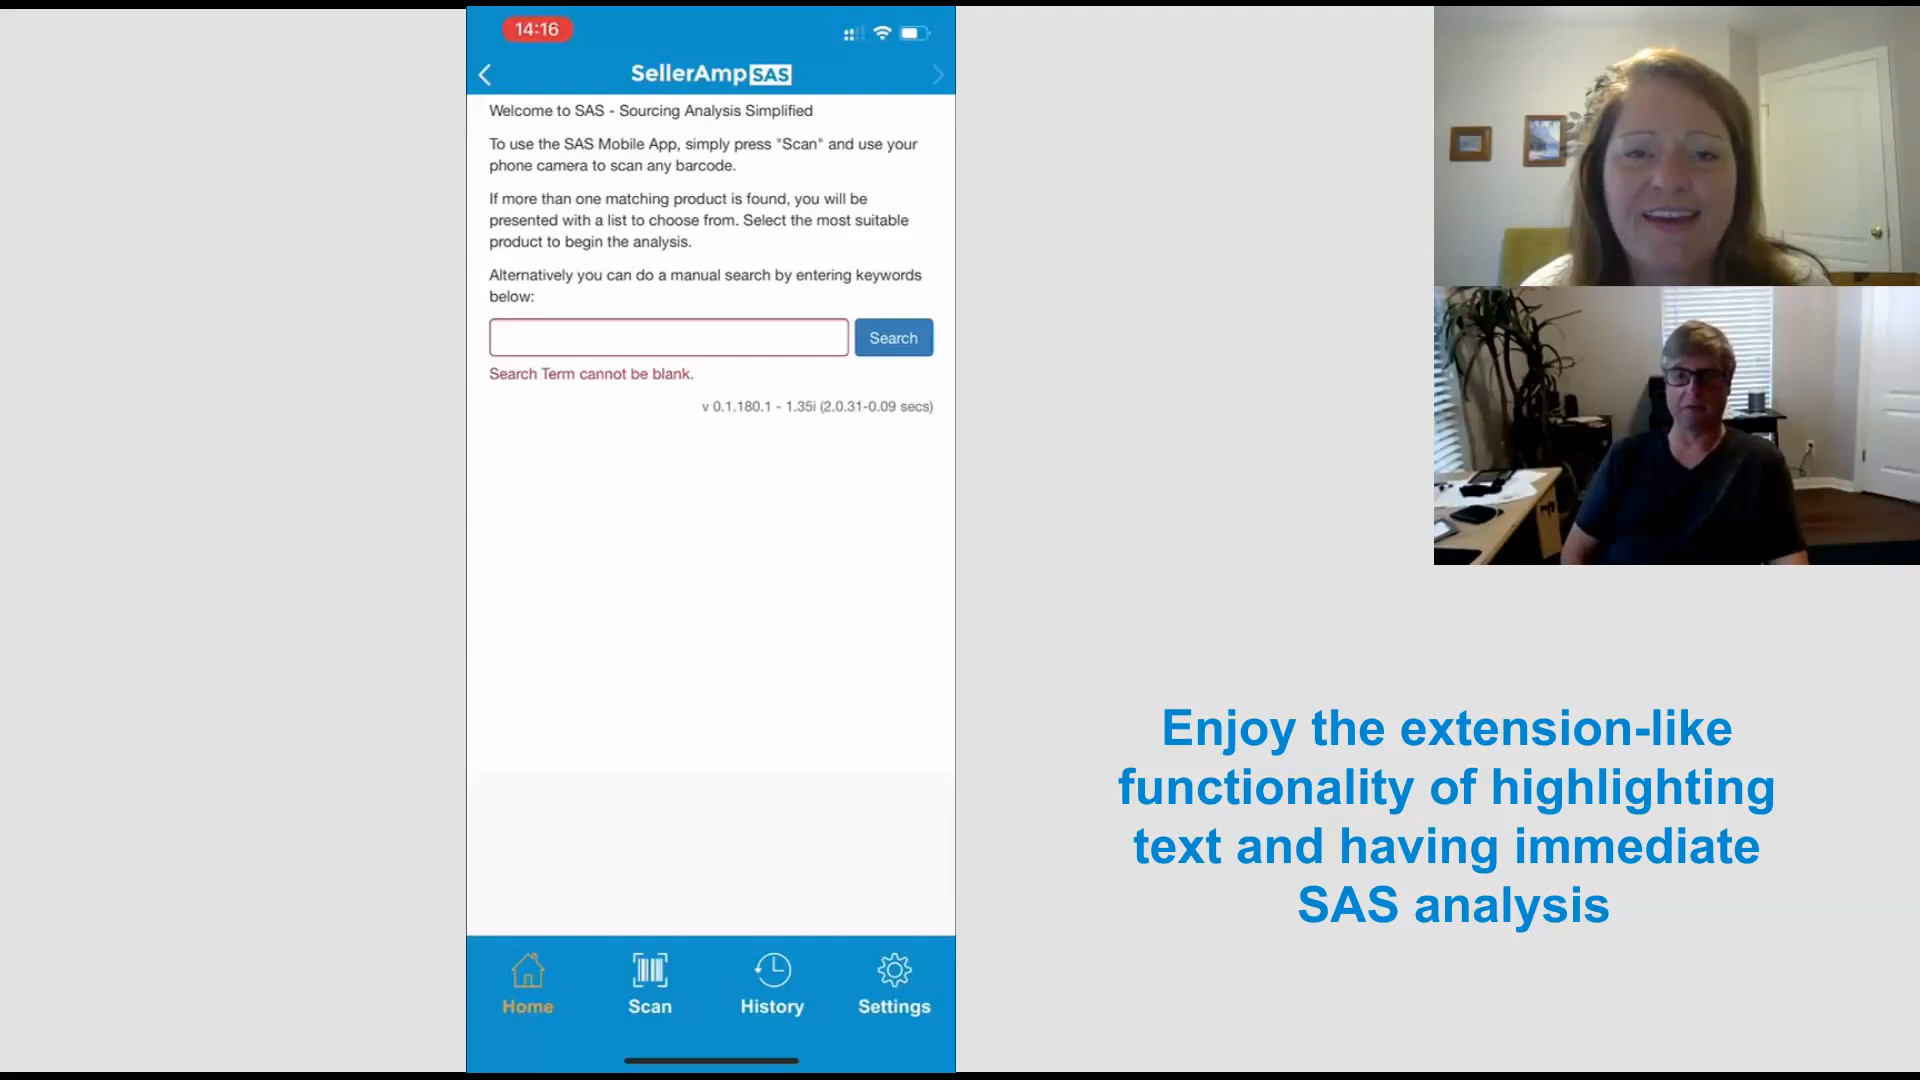 14:16
SellerAmp SAS
Welcome to SAS - Sourcing Analysis Simplified
To use the SAS Mobile App, simply press "Scan" and use your
phone camera to scan any barcode.
If more than one matching product is found, you will be
presented with a list to choose from. Select the most suitable
product to begin the analysis.
Alternatively you can do a manual search by entering keywords
below:
Search
Search Term cannot be blank.
v 0.1.180.1 - 1.35i (2.0.31-0.09 secs)
Home Scan History Settings
Enjoy the extension-like
functionality of highlighting
text and having immediate
SAS analysis